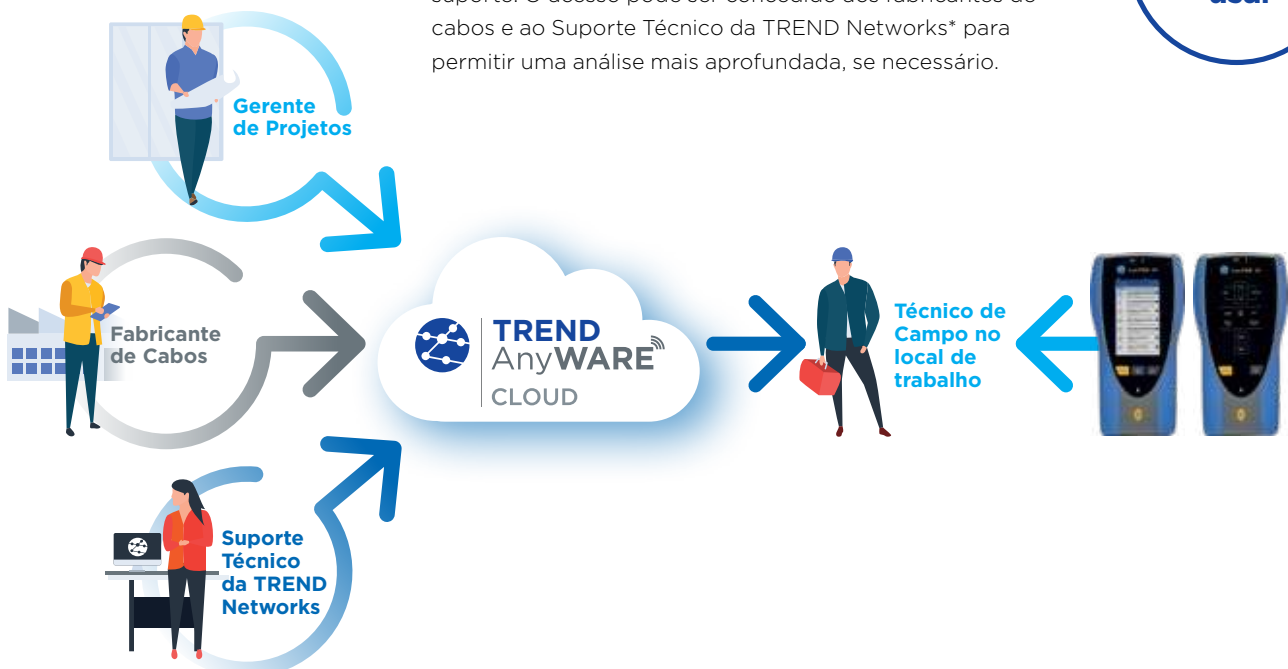 cabos e ao Suporte Técnico da TREND Networks* para
permitir uma análise mais aprofundada, se necessário.
Gerente
de Projetos
Fabricante
de Cabos
TREND
AnyWARE
CLOUD
Técnico de
Campo no
local de
trabalho
Suporte
Técnico
da TREND
Networks